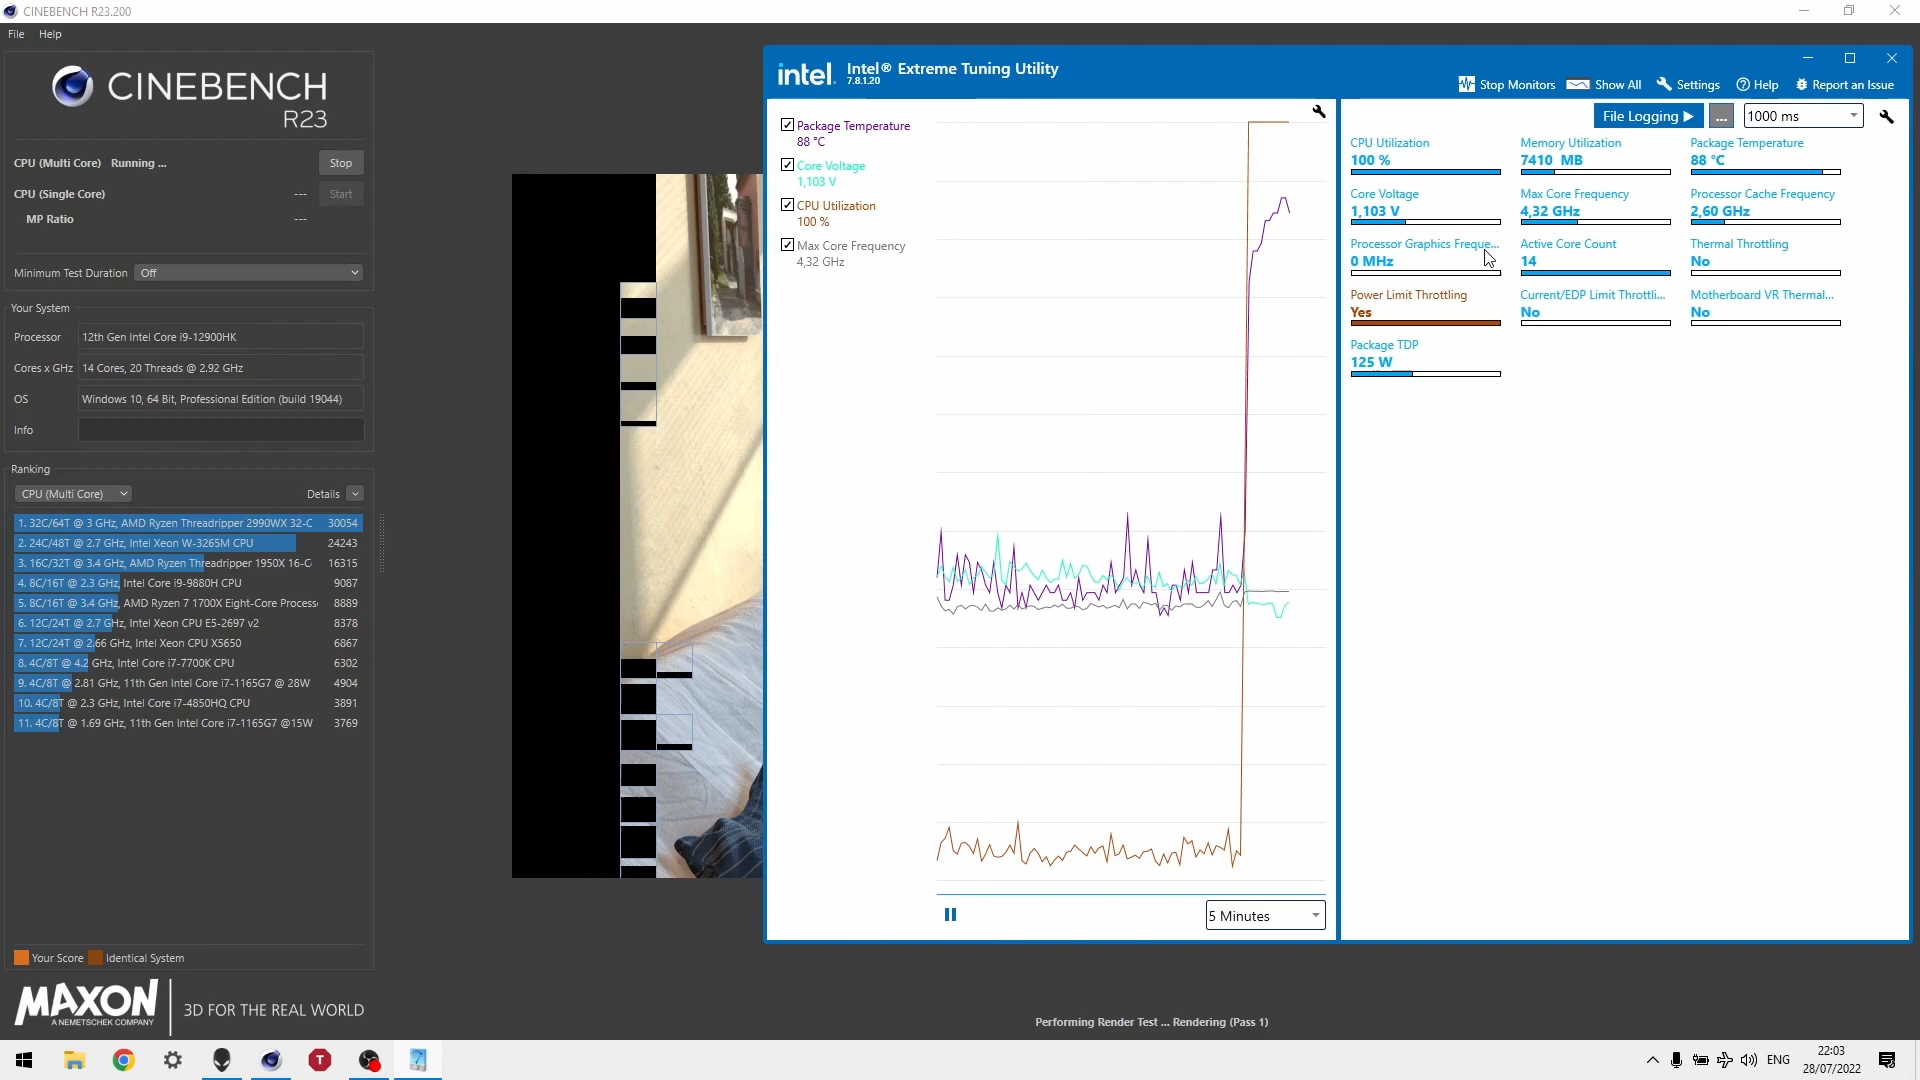 CINEBENCH R23.200
File Help
CINEBENCH
R23
CPU (Multi Core) Running ... Stop
CPU (Single Core) --- Start
MP Ratio ---
Minimum Test Duration Off
Your System
Processor 12th Gen Intel Core i9-12900HK
Cores x GHz 14 Cores, 20 Threads @ 2.92 GHz
OS Windows 10, 64 Bit, Professional Edition (build 19044)
Info
Ranking
CPU (Multi Core) Details
1. 32C/64T @ 3 GHz, AMD Ryzen Threadripper 2990WX 32-C 30054
2. 24C/48T @ 2.7 GHz, Intel Xeon W-3265M CPU 24243
3. 16C/32T @ 3.4 GHz, AMD Ryzen Threadripper 1950X 16-C 16315
4. 8C/16T @ 2.3 GHz, Intel Core i9-9880H CPU 9087
5. 8C/16T @ 3.4 GHz, AMD Ryzen 7 1700X Eight-Core Process 8889
6. 12C/24T @ 2.7 GHz, Intel Xeon CPU E5-2697 v2 8378
7. 12C/24T @ 2.66 GHz, Intel Xeon CPU X5650 6867
8. 4C/8T @ 4.2 GHz, Intel Core i7-7700K CPU 6302
9. 4C/8T @ 2.81 GHz, 11th Gen Intel Core i7-1165G7 @ 28W 4904
10. 4C/8T @ 2.3 GHz, Intel Core i7-4850HQ CPU 3891
11. 4C/8T @ 1.69 GHz, 11th Gen Intel Core i7-1165G7 @15W 3769
Your Score Identical System
MAXON
A NEMETSCHEK COMPANY
3D FOR THE REAL WORLD
intel. Intel® Extreme Tuning Utility
7.8.1.20
Stop Monitors Show All Settings Help Report an Issue
Package Temperature
88 °C
Core Voltage
1,103 V
CPU Utilization
100 %
Max Core Frequency
4,32 GHz
5 Minutes
File Logging ... 1000 ms
CPU Utilization Memory Utilization Package Temperature
100 % 7410 MB 88 °C
Core Voltage Max Core Frequency Processor Cache Frequency
1,103 V 4,32 GHz 2,60 GHz
Processor Graphics Freque... Active Core Count Thermal Throttling
0 MHz 14 No
Power Limit Throttling Current/EDP Limit Throttli... Motherboard VR Thermal...
Yes No No
Package TDP
125 W
Performing Render Test ... Rendering (Pass 1)
T
ENG
22:03
28/07/2022